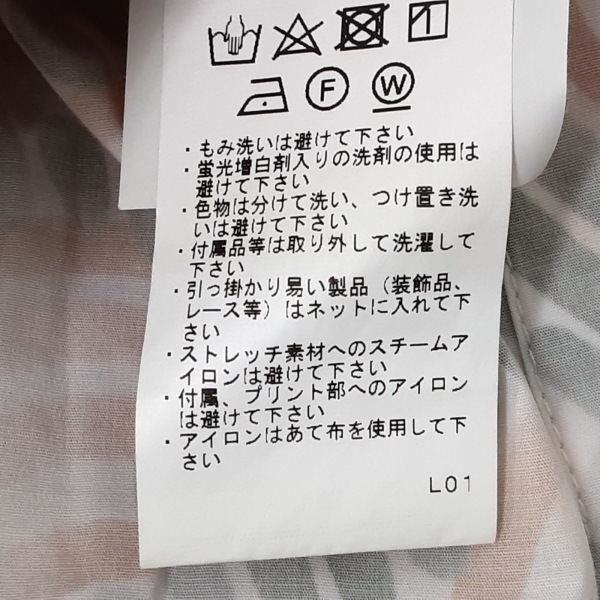 F W
・もみ洗いは避けて下さい
・蛍光増白剤入りの洗剤の使用は
避けて下さい
・色物は分けて洗い、つけ置き洗
いは避けて下さい
・付属品等は取り外して洗濯して
下さい
・引っ掛かり易い製品（装飾品、
レース等）はネットに入れて下
さい
・ストレッチ素材へのスチームア
イロンは避けて下さい
・付属、プリント部へのアイロン
は避けて下さい
・アイロンはあて布を使用して下
さい
L01